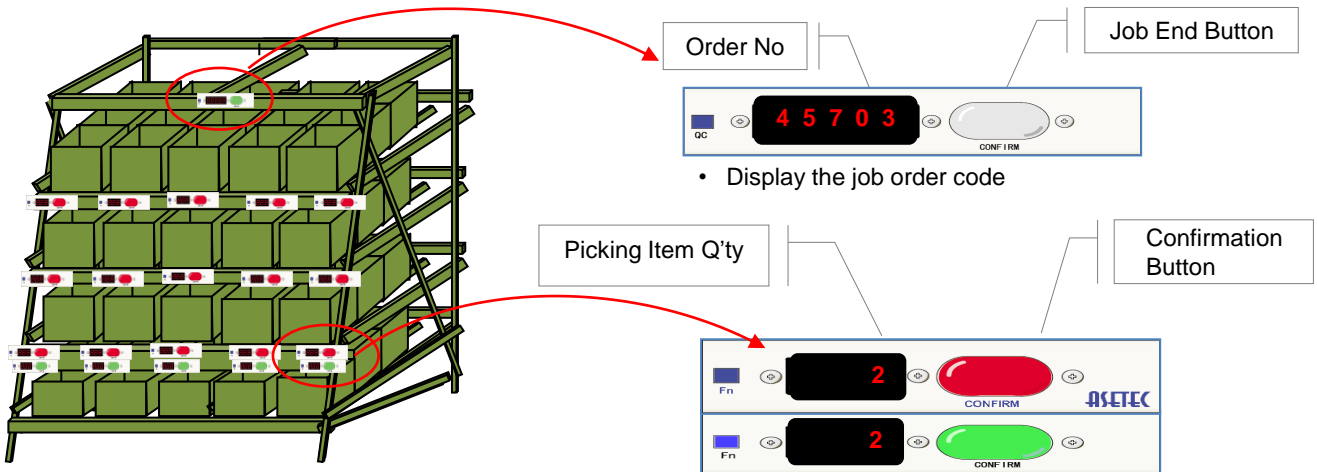 Order No
Job End Button
4 5 7 0 3
QC
CONFIRM
• Display the job order code
Picking Item Q'ty
Confirmation
Button
2
Fn
CONFIRM
ASETEC
2
Fn
CONFIRM